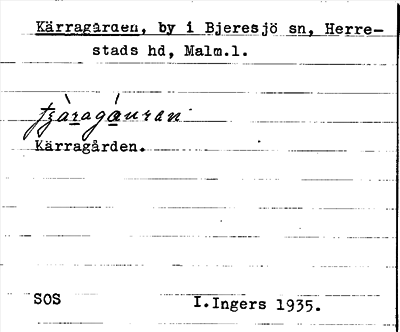 Kärragården, by i Bjeresjö sn, Herre-
stads hd, Malm.l.
Kärragården.
SOS I.Ingers 1935.